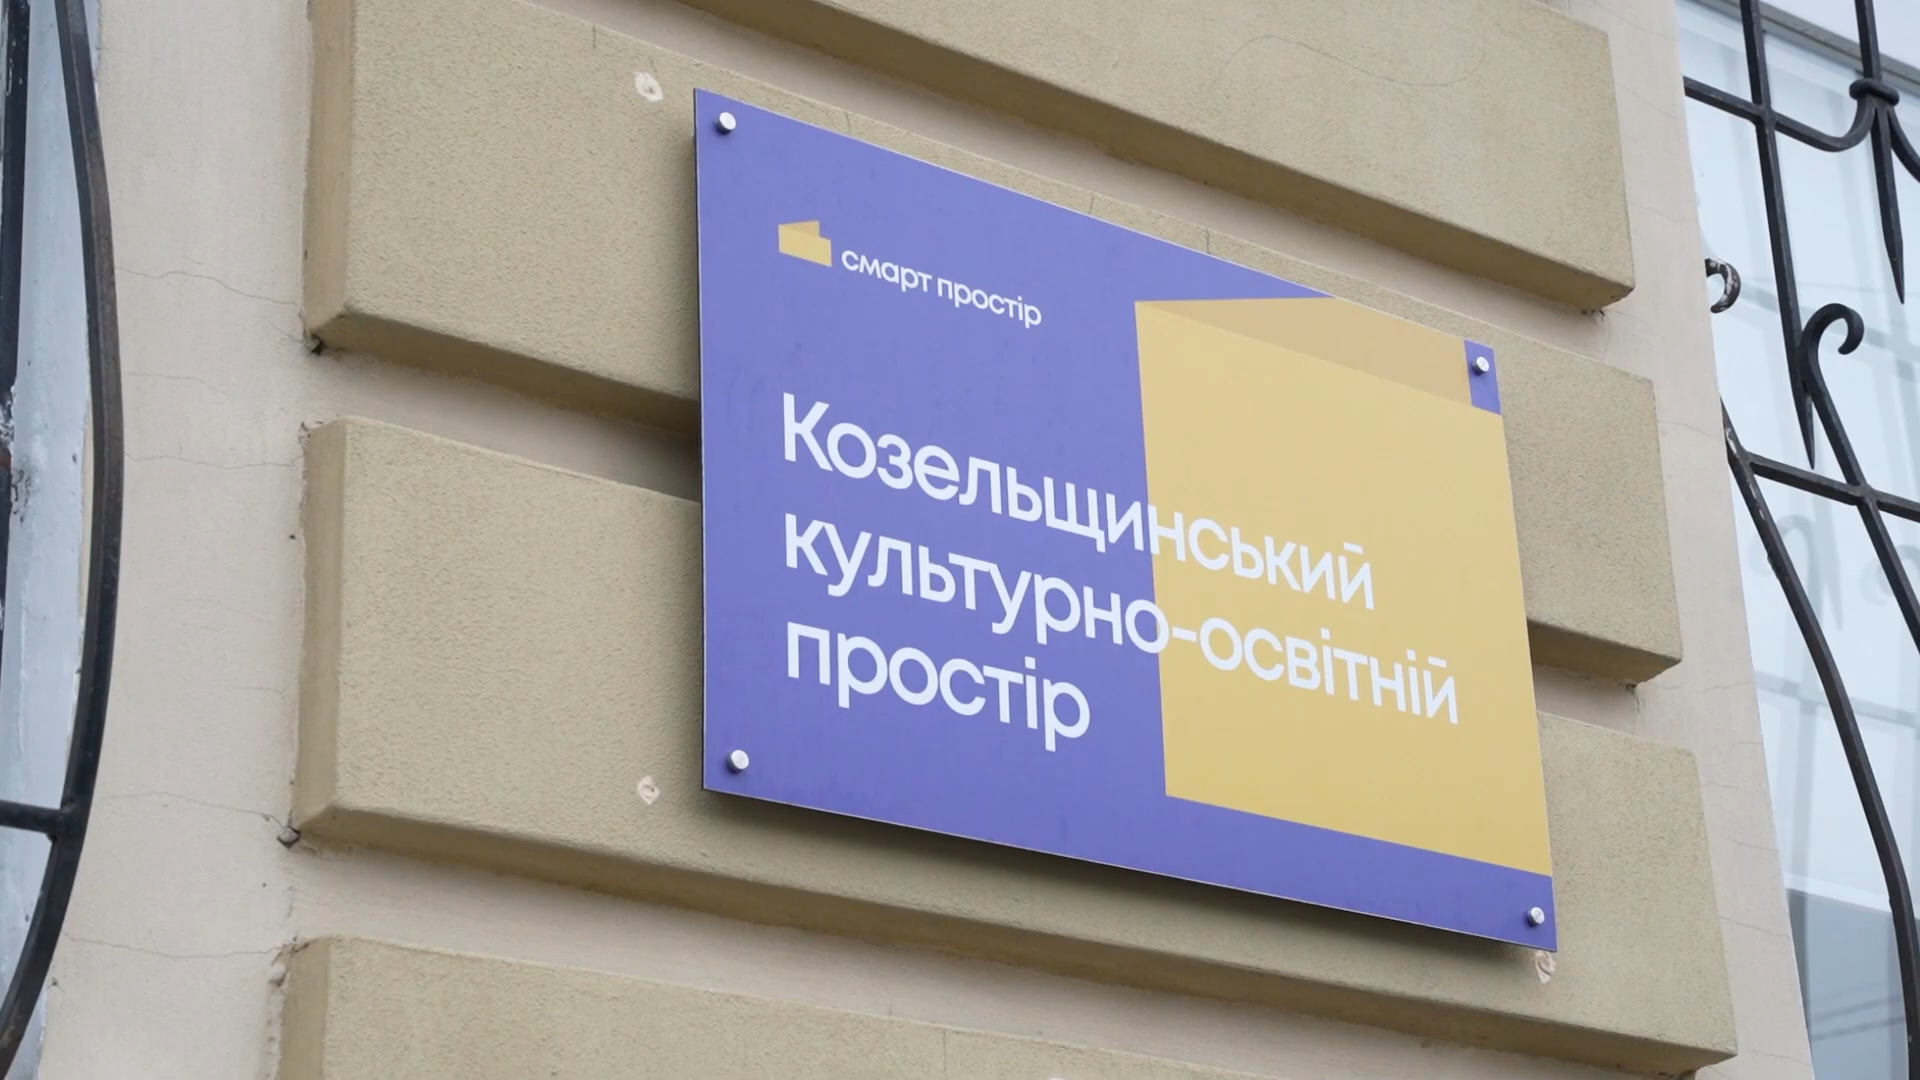 смарт простір
Козельщинський
культурно-освітній
простір